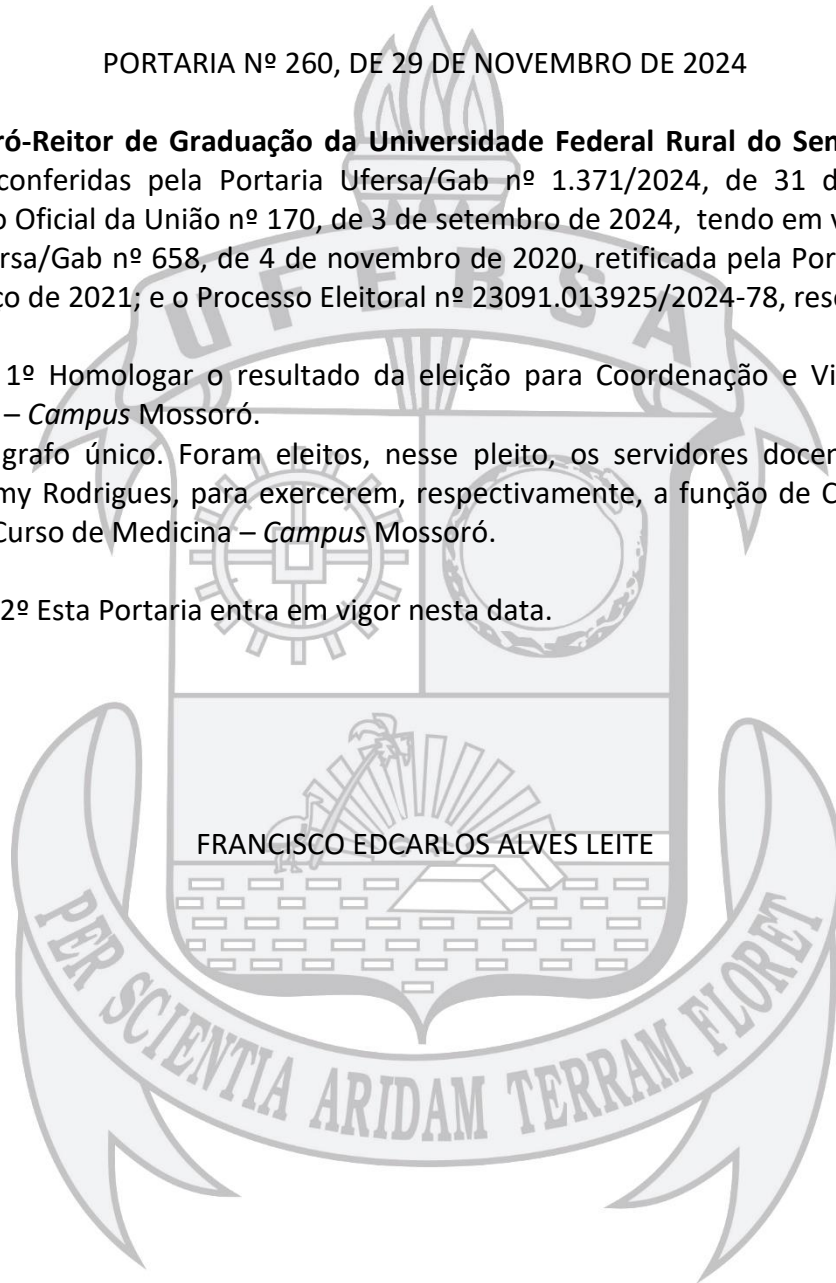 PORTARIA Nº 260, DE 29 DE NOVEMBRO DE 2024
ró-Reitor de Graduação da Universidade Federal Rural do Sem
conferidas pela Portaria Ufersa/Gab nº 1.371/2024, de 31 d
o Oficial da União nº 170, de 3 de setembro de 2024, tendo em v
rsa/Gab nº 658, de 4 de novembro de 2020, retificada pela Por
ço de 2021; e o Processo Eleitoral nº 23091.013925/2024-78, res
UFERSA
1º Homologar o resultado da eleição para Coordenação e Vi
– Campus Mossoró.
grafo único. Foram eleitos, nesse pleito, os servidores docen
my Rodrigues, para exercerem, respectivamente, a função de C
Curso de Medicina – Campus Mossoró.
2º Esta Portaria entra em vigor nesta data.
FRANCISCO EDCARLOS ALVES LEITE
PER SCIENTIA ARIDAM TERRAM FLORET